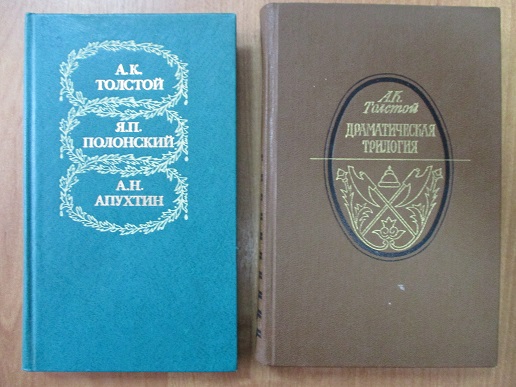 А.К.
ТОЛСТОЙ
Я.П.
ПОЛОНСКИЙ
А.Н.
АПУХТИН
А.К.
Толстой
ДРАМАТИЧЕСКАЯ
ТРИЛОГИЯ